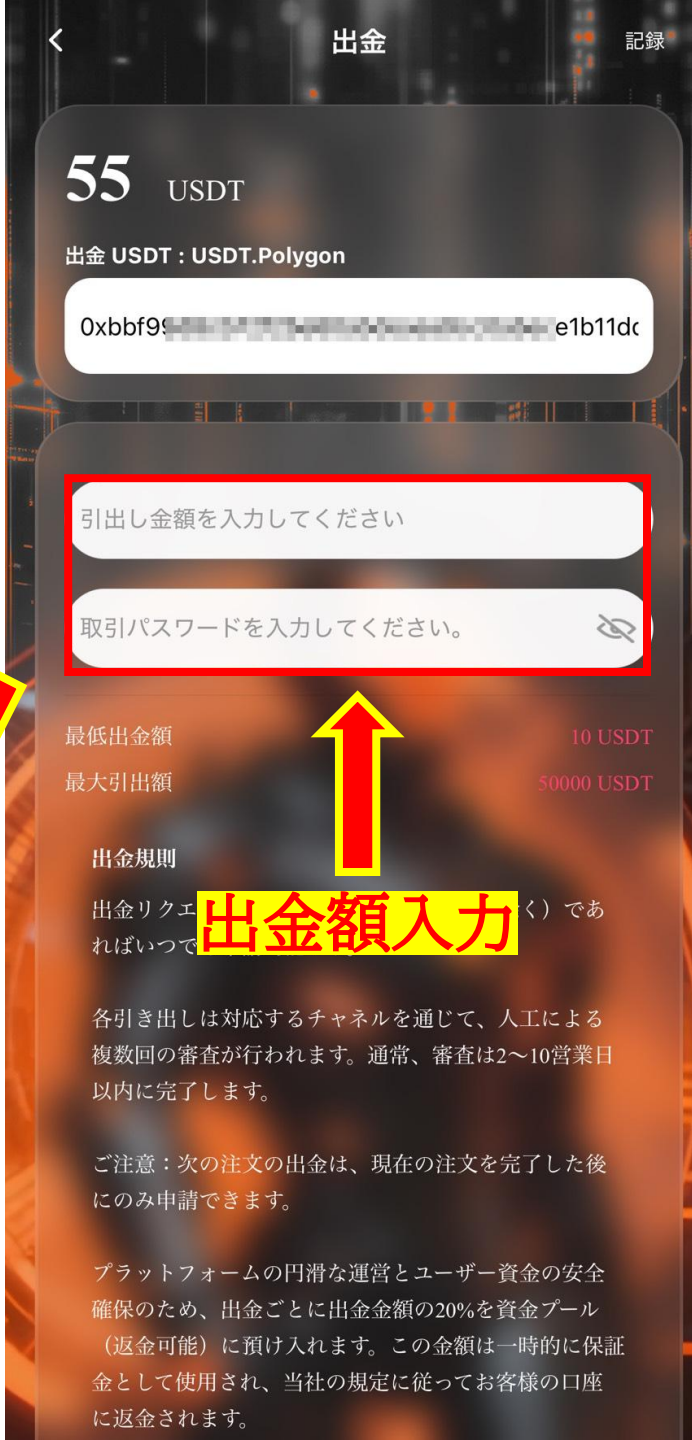 出金
記録
55 USDT
出金 USDT : USDT.Polygon
0xbbf99 e1b11dc
引出し金額を入力してください
取引パスワードを入力してください。
最低出金額 10 USDT
最大引出額 50000 USDT
出金規則
出金リクエ く）であ
ればいつで
出金額入力
各引き出しは対応するチャネルを通じて、人工による
複数回の審査が行われます。通常、審査は2～10営業日
以内に完了します。
ご注意：次の注文の出金は、現在の注文を完了した後
にのみ申請できます。
プラットフォームの円滑な運営とユーザー資金の安全
確保のため、出金ごとに出金金額の20%を資金プール
（返金可能）に預け入れます。この金額は一時的に保証
金として使用され、当社の規定に従ってお客様の口座
に返金されます。